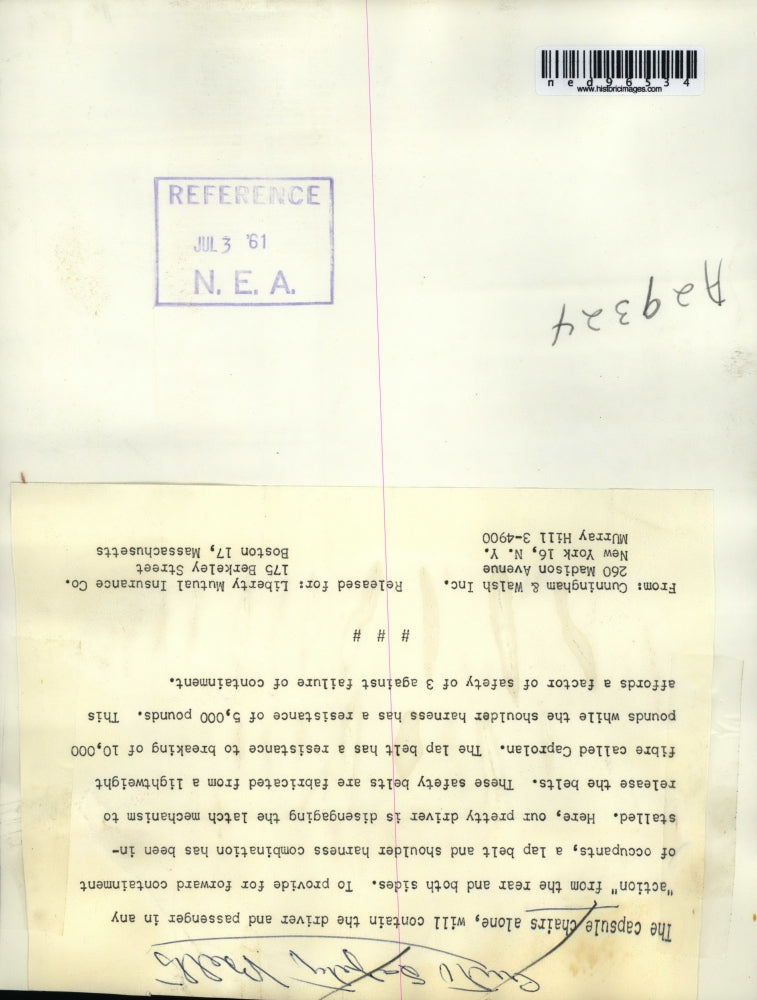 ned96534
www.historicimages.com
REFERENCE
JUL 3 '61
N. E. A.
A29324
Auto Safety Belts
The capsule chairs alone, will contain the driver and passenger in any
"action" from the rear and both sides. To provide for forward containment
of occupants, a lap belt and shoulder harness combination has been in-
stalled. Here, our pretty driver is disengaging the latch mechanism to
release the belts. These safety belts are fabricated from a lightweight
fibre called Caprolan. The lap belt has a resistance to breaking of 10,000
pounds while the shoulder harness has a resistance of 5,000 pounds. This
affords a factor of safety of 3 against failure of containment.
# # #
From: Cunningham & Walsh Inc. Released for: Liberty Mutual Insurance Co.
260 Madison Avenue 175 Berkeley Street
New York 16, N. Y. Boston 17, Massachusetts
MUrray Hill 3-4900